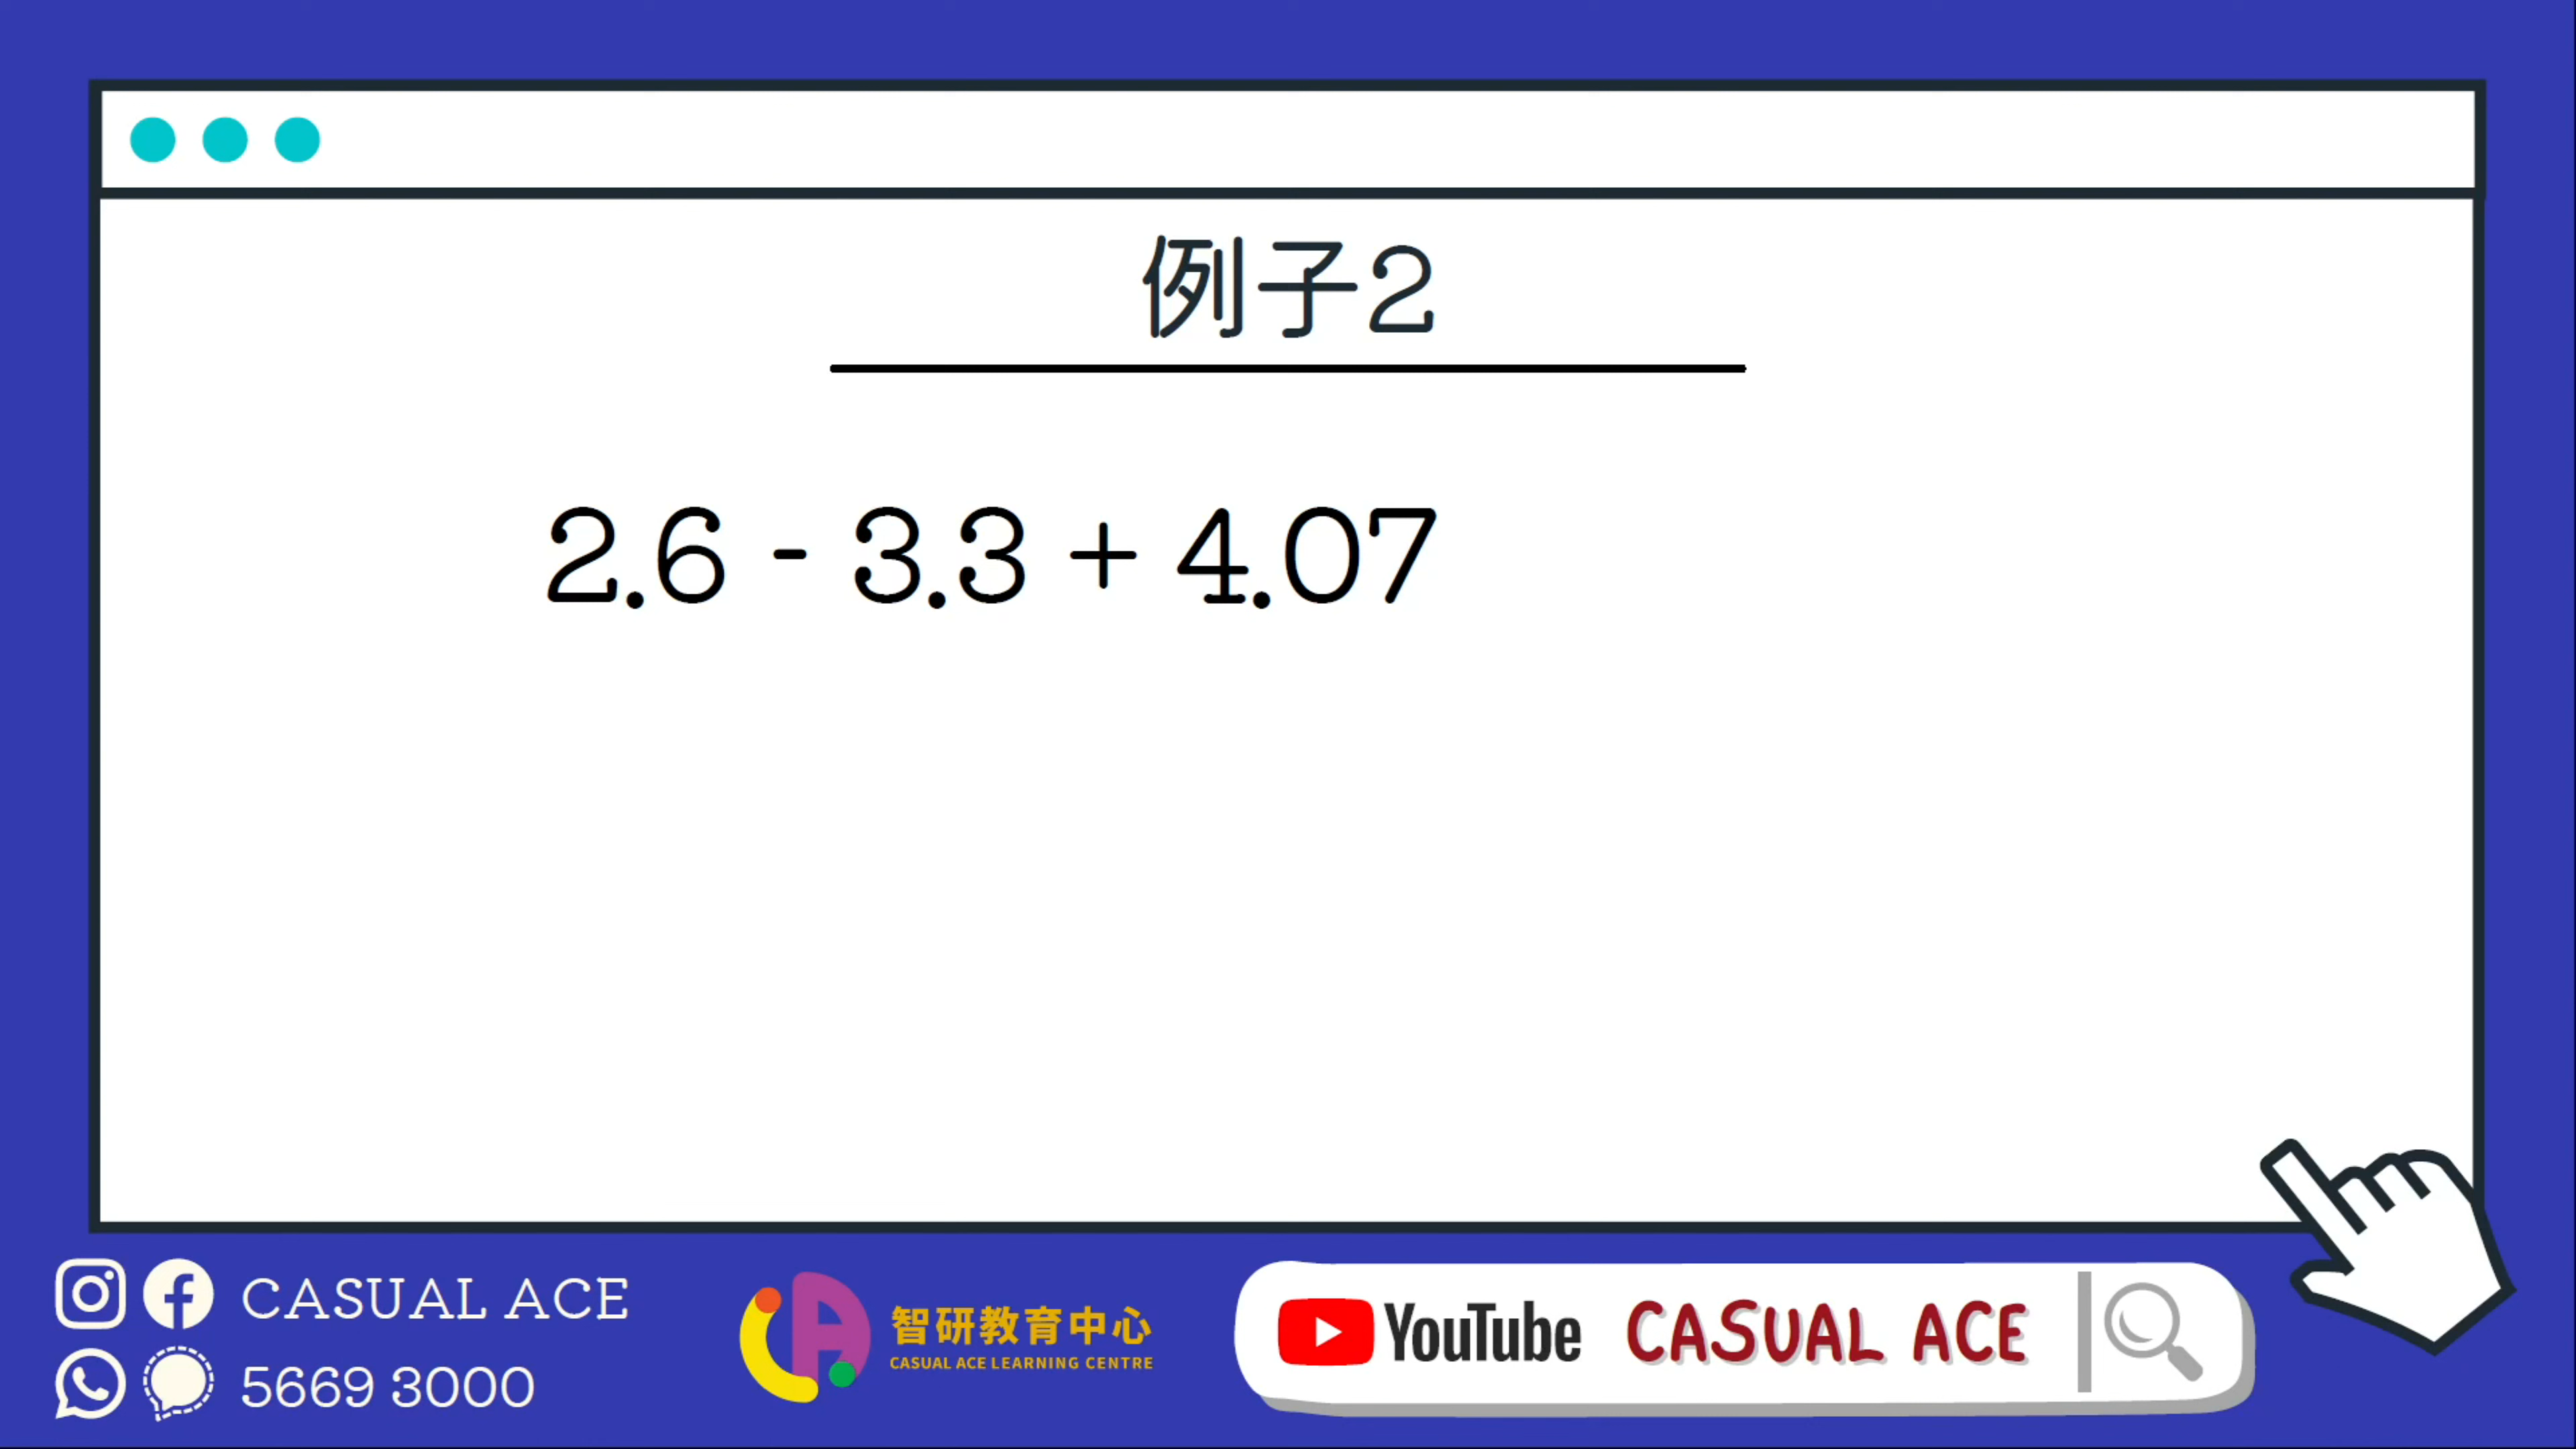 例子2
2.6 - 3.3 + 4.07
CASUAL ACE
5669 3000
智研教育中心
CASUAL ACE LEARNING CENTRE
YouTube CASUAL ACE